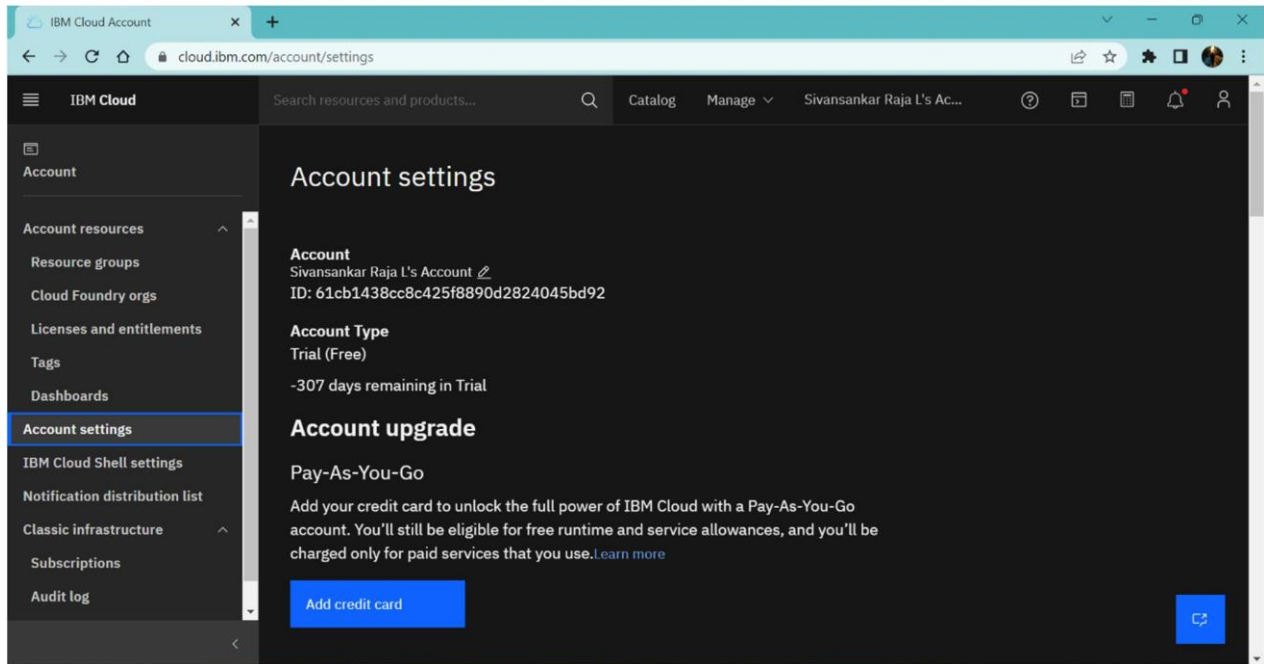 IBM Cloud Account
cloud.ibm.com/account/settings
IBM Cloud
Search resources and products...
Catalog
Manage
Sivansankar Raja L's Ac...
Account
Account resources
Resource groups
Cloud Foundry orgs
Licenses and entitlements
Tags
Dashboards
Account settings
IBM Cloud Shell settings
Notification distribution list
Classic infrastructure
Subscriptions
Audit log
Account settings
Account
Sivansankar Raja L's Account
ID: 61cb1438cc8c425f8890d2824045bd92
Account Type
Trial (Free)
-307 days remaining in Trial
Account upgrade
Pay-As-You-Go
Add your credit card to unlock the full power of IBM Cloud with a Pay-As-You-Go
account. You’ll still be eligible for free runtime and service allowances, and you’ll be
charged only for paid services that you use.Learn more
Add credit card